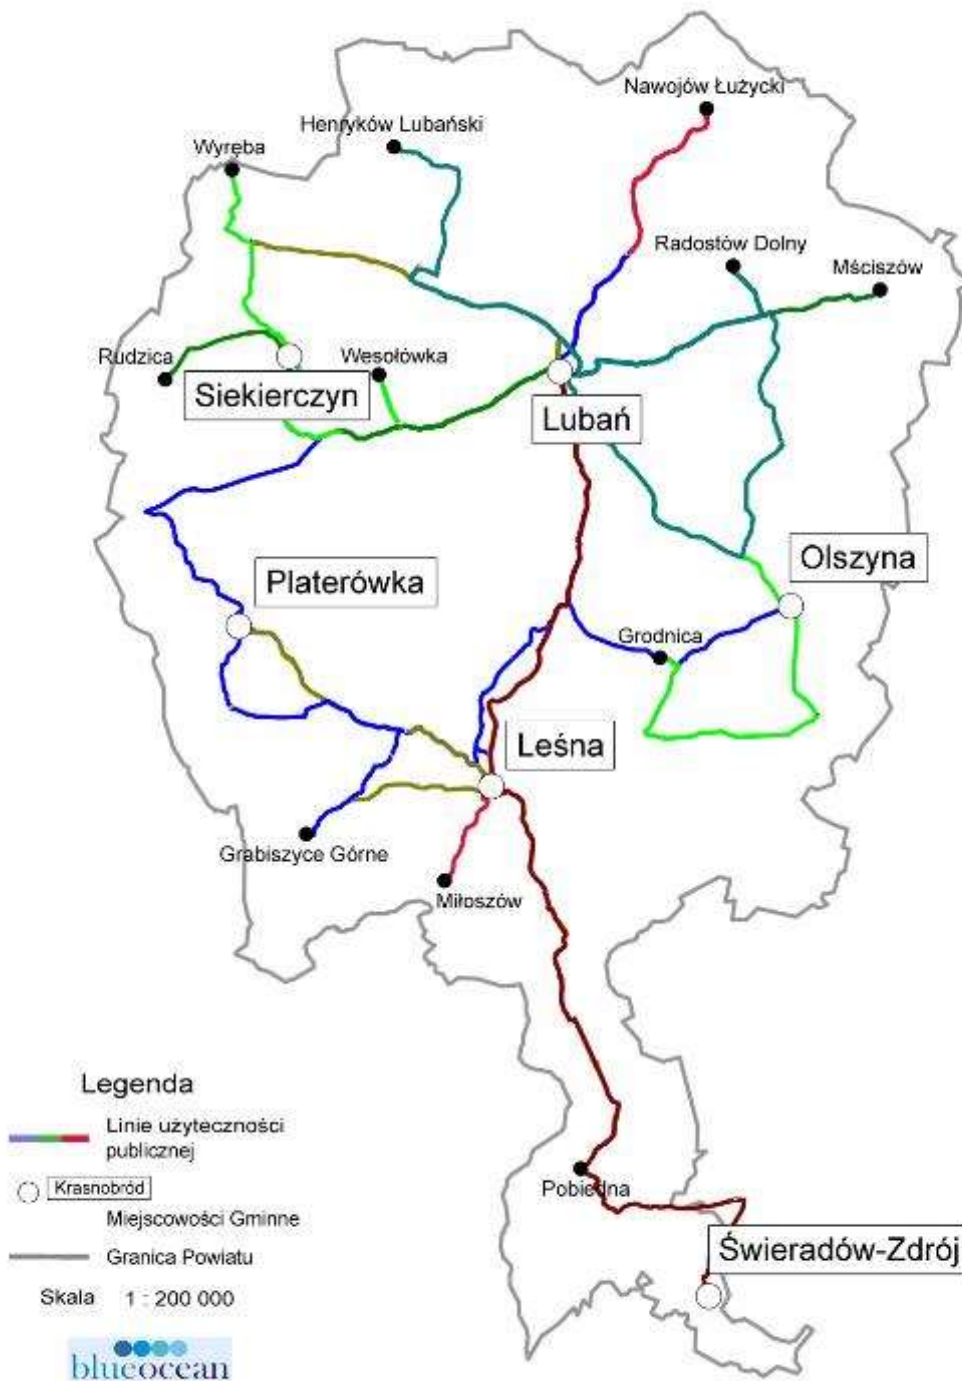 Nawojów Łużycki
Henryków Lubański
Wyręba
Radostów Dolny
Mściszów
Rudzica
Wesołówka
Siekierczyn
Lubań
Olszyna
Platerówka
Grodnica
Leśna
Grabiszyce Górne
Miłoszów
Legenda
Linie użyteczności
publicznej
Krasnobród
Miejscowości Gminne
Granica Powiatu
Skala 1 : 200 000
Pobiedna
Świeradów-Zdrój
blueocean